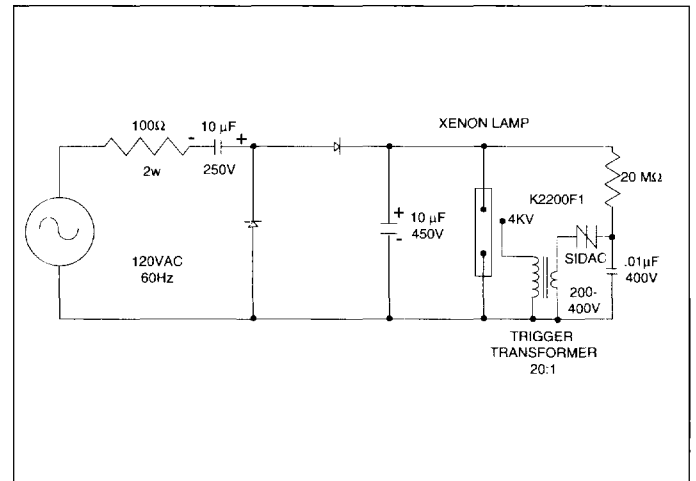 100Ω
2w
- 10 µF +
250V
120VAC
60Hz
+
10 µF
450V
-
XENON LAMP
4KV
K2200F1
20 MΩ
SIDAC
.01µF
400V
200-
400V
TRIGGER
TRANSFORMER
20:1